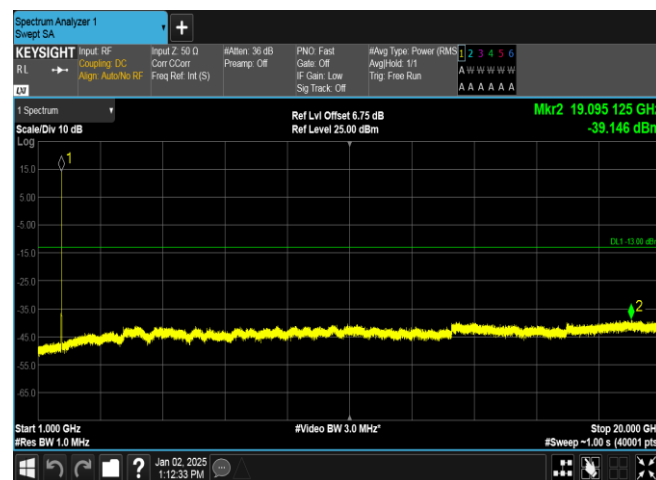 Spectrum Analyzer 1
Swept SA
KEYSIGHT
RL
LXI
Input: RF
Coupling: DC
Align: Auto/No RF
Input Z: 50 Ω
Corr CCorr
Freq Ref: Int (S)
#Atten: 36 dB
Preamp: Off
PNO: Fast
Gate: Off
IF Gain: Low
Sig Track: Off
#Avg Type: Power (RMS
Avg|Hold: 1/1
Trig: Free Run
1 2 3 4 5 6
A W W W W W
A A A A A A
1 Spectrum
Scale/Div 10 dB
Ref Lvl Offset 6.75 dB
Ref Level 25.00 dBm
Mkr2 19.095 125 GHz
-39.146 dBm
Log
1
15.0
5.00
-5.00
DL1 -13.00 dBm
-15.0
-25.0
-35.0
2
-45.0
-55.0
-65.0
Start 1.000 GHz
#Res BW 1.0 MHz
#Video BW 3.0 MHz*
Stop 20.000 GHz
#Sweep ~1.00 s (40001 pts
Jan 02, 2025
1:12:33 PM